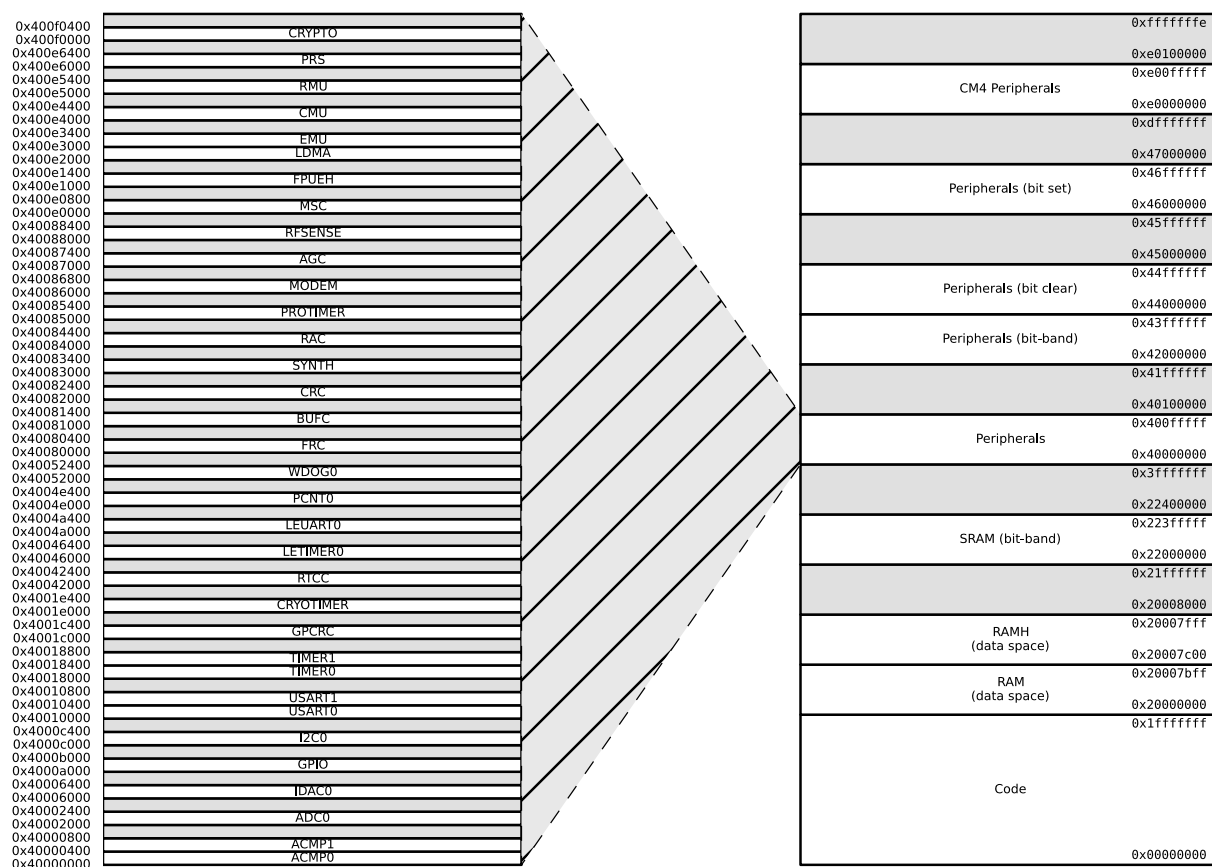 0x400f0400
CRYPTO
0x400f0000
0x400e6400
PRS
0x400e6000
0x400e5400
RMU
0x400e5000
0x400e4400
CMU
0x400e4000
0x400e3400
EMU
0x400e3000
LDMA
0x400e2000
0x400e1400
FPUEH
0x400e1000
0x400e0800
MSC
0x400e0000
0x40088400
RFSENSE
0x40088000
0x40087400
AGC
0x40087000
0x40086800
MODEM
0x40086000
0x40085400
PROTIMER
0x40085000
0x40084400
RAC
0x40084000
0x40083400
SYNTH
0x40083000
0x40082400
CRC
0x40082000
0x40081400
BUFC
0x40081000
0x40080400
FRC
0x40080000
0x40052400
WDOG0
0x40052000
0x4004e400
PCNT0
0x4004e000
0x4004a400
LEUART0
0x4004a000
0x40046400
LETIMER0
0x40046000
0x40042400
RTCC
0x40042000
0x4001e400
CRYOTIMER
0x4001e000
0x4001c400
GPCRC
0x4001c000
0x40018800
TIMER1
0x40018400
TIMER0
0x40018000
0x40010800
USART1
0x40010400
USART0
0x40010000
0x4000c400
I2C0
0x4000c000
0x4000b000
GPIO
0x4000a000
0x40006400
IDAC0
0x40006000
0x40002400
ADC0
0x40002000
0x40000800
ACMP1
0x40000400
ACMP0
0x40000000
0xfffffffe
0xe0100000
0xe00fffff
CM4 Peripherals
0xe0000000
0xdfffffff
0x47000000
0x46ffffff
Peripherals (bit set)
0x46000000
0x45ffffff
0x45000000
0x44ffffff
Peripherals (bit clear)
0x44000000
0x43ffffff
Peripherals (bit-band)
0x42000000
0x41ffffff
0x40100000
0x400fffff
Peripherals
0x40000000
0x3fffffff
0x22400000
0x223fffff
SRAM (bit-band)
0x22000000
0x21ffffff
0x20008000
0x20007fff
RAMH
(data space)
0x20007c00
0x20007bff
RAM
(data space)
0x20000000
0x1fffffff
Code
0x00000000